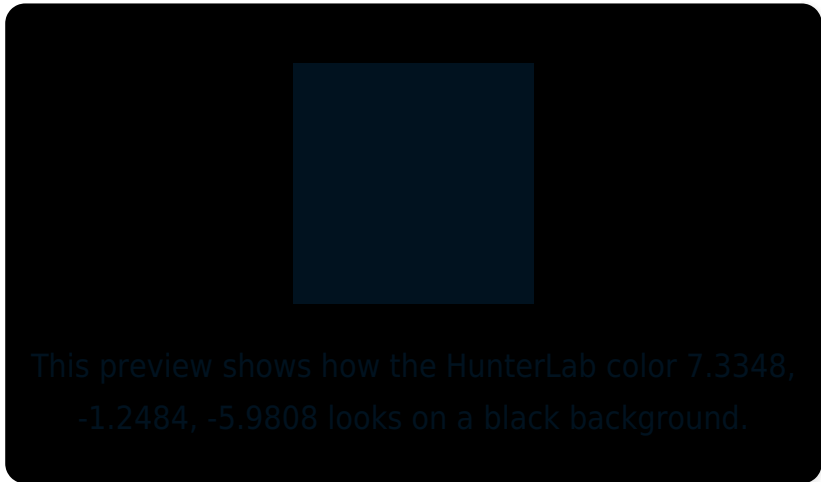 This preview shows how the HunterLab color 7.3348,
-1.2484, -5.9808 looks on a black background.